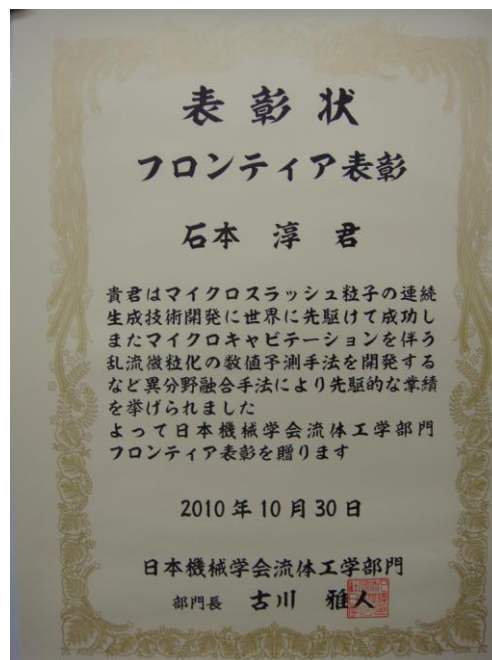 表彰状
フロンティア表彰
石本 淳 君
貴君はマイクロスラッシュ粒子の連続
生成技術開発に世界に先駆けて成功し
またマイクロキャビテーションを伴う
乱流微粒化の数値予測手法を開発する
など異分野融合手法により先駆的な業績
を挙げられました
よって日本機械学会流体工学部門
フロンティア表彰を贈ります
2010年10月30日
日本機械学会流体工学部門
部門長 古川 雅人